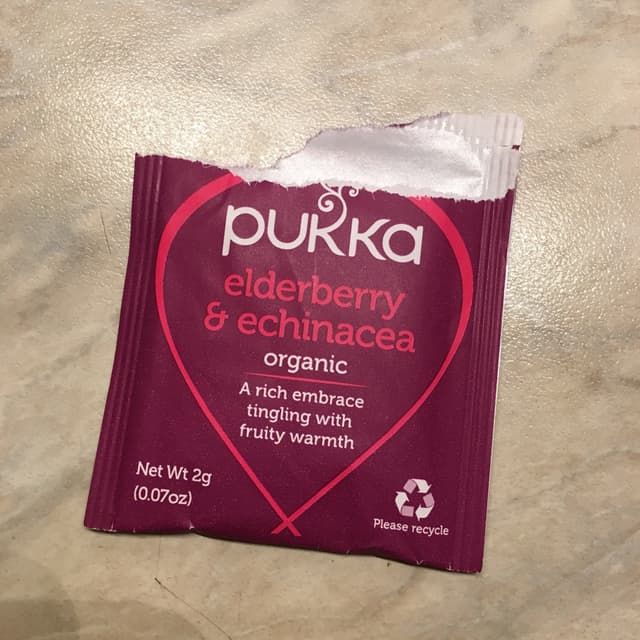 pukka
elderberry
& echinacea
organic
A rich embrace
tingling with
fruity warmth
Net Wt 2g
(0.07oz)
Please recycle